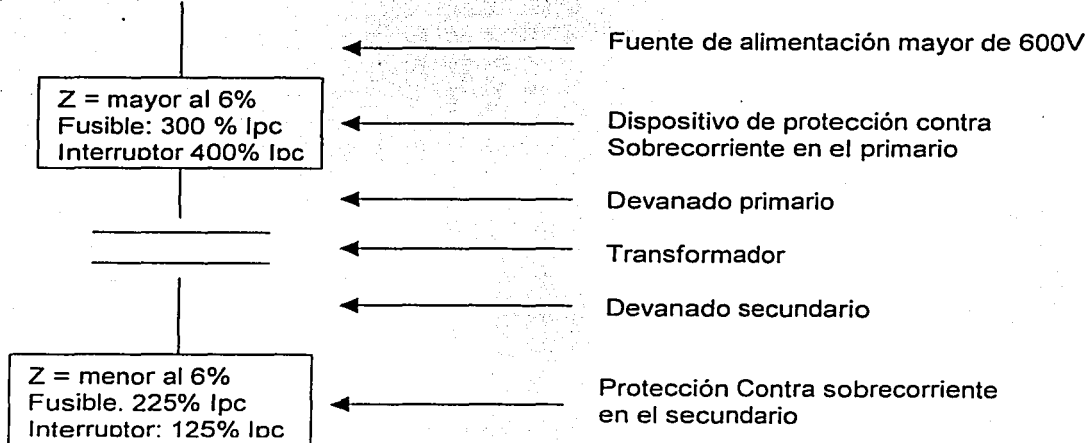 Fuente de alimentación mayor de 600V
Z = mayor al 6%
Fusible: 300 % Ipc
Interruptor 400% Ipc
Dispositivo de protección contra
Sobrecorriente en el primario
Devanado primario
Transformador
Devanado secundario
Z = menor al 6%
Fusible. 225% Ipc
Interruptor: 125% Ipc
Protección Contra sobrecorriente
en el secundario